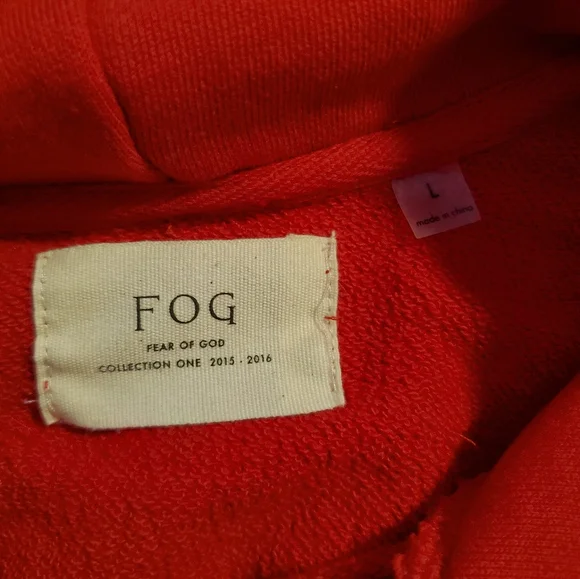 FOG
FEAR OF GOD
COLLECTION ONE 2015 - 2016
L
made in china